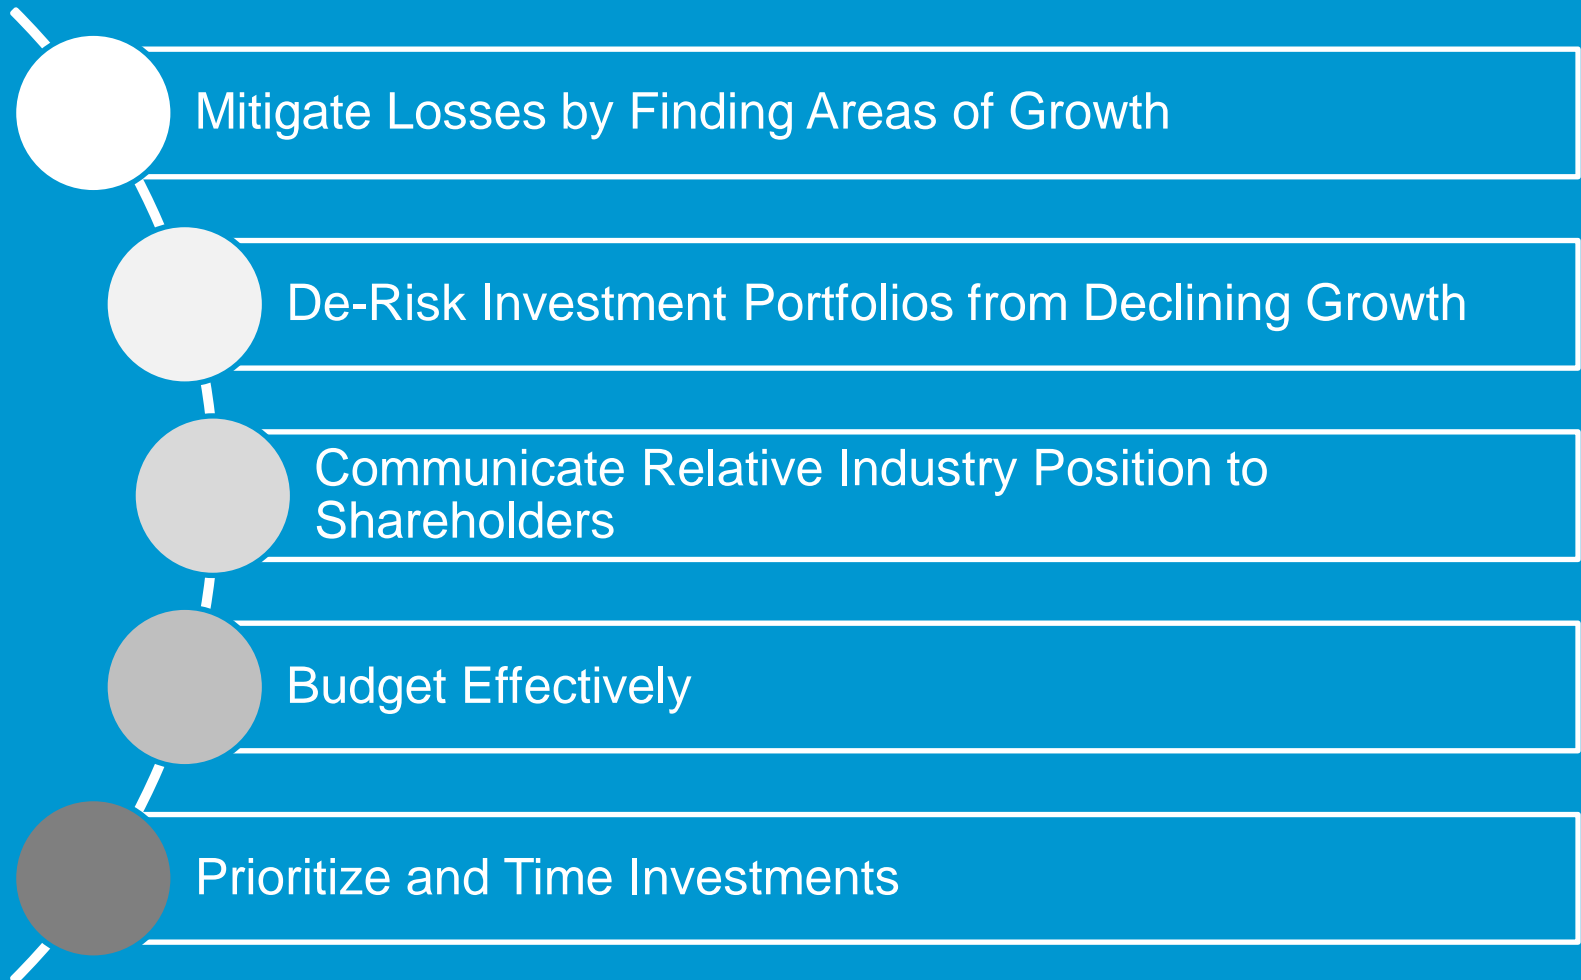 Mitigate Losses by Finding Areas of Growth
De-Risk Investment Portfolios from Declining Growth
Communicate Relative Industry Position to
Shareholders
Budget Effectively
Prioritize and Time Investments